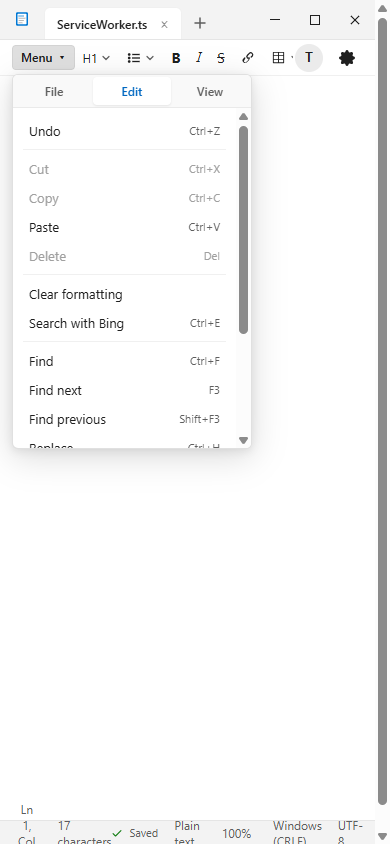 ServiceWorker.ts
Menu H1 B I S T
File Edit View
Undo Ctrl+Z
Cut Ctrl+X
Copy Ctrl+C
Paste Ctrl+V
Delete Del
Clear formatting
Search with Bing Ctrl+E
Find Ctrl+F
Find next F3
Find previous Shift+F3
Replace Ctrl+H
Ln
1,
Col
17
characters
Saved
Plain
text
100%
Windows
(CRLF)
UTF-
8